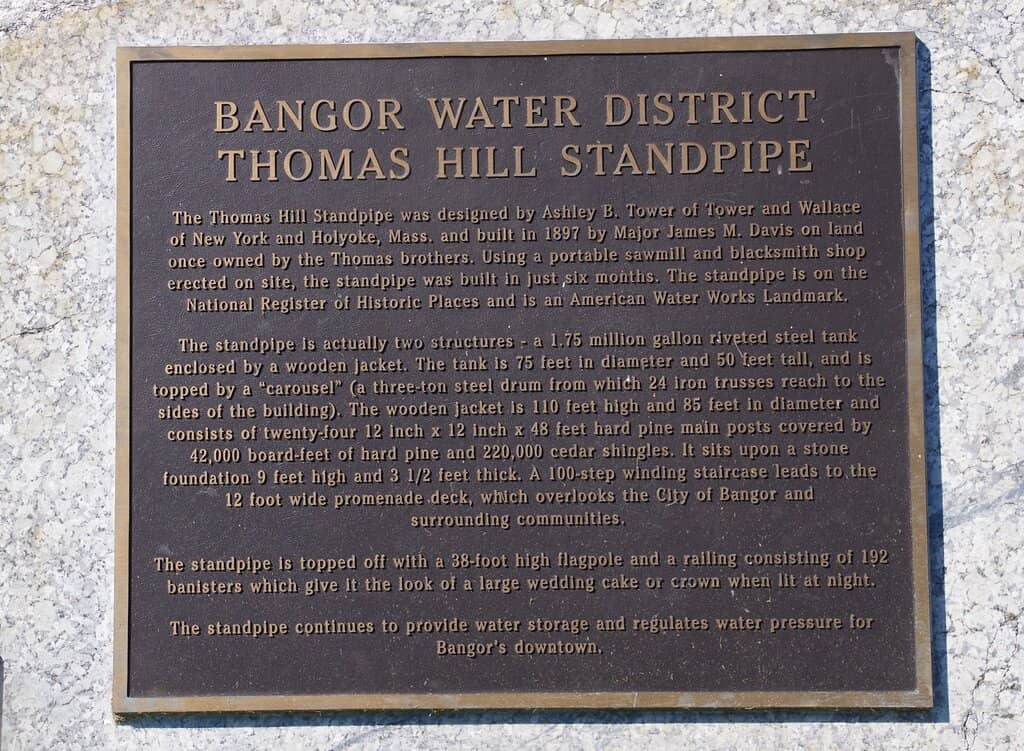 BANGOR WATER DISTRICT
THOMAS HILL STANDPIPE
The Thomas Hill Standpipe was designed by Ashley B. Tower of Tower and Wallace
of New York and Holyoke, Mass. and built in 1897 by Major James M. Davis on land
once owned by the Thomas brothers. Using a portable sawmill and blacksmith shop
erected on site, the standpipe was built in just six months. The standpipe is on the
National Register of Historic Places and is an American Water Works Landmark.
The standpipe is actually two structures - a 1.75 million gallon riveted steel tank
enclosed by a wooden jacket. The tank is 75 feet in diameter and 50 feet tall, and is
topped by a "carousel" (a three-ton steel drum from which 24 iron trusses reach to the
sides of the building). The wooden jacket is 110 feet high and 85 feet in diameter and
consists of twenty-four 12 inch x 12 inch x 48 feet hard pine main posts covered by
42,000 board-feet of hard pine and 220,000 cedar shingles. It sits upon a stone
foundation 9 feet high and 3 1/2 feet thick. A 100-step winding staircase leads to the
12 foot wide promenade deck, which overlooks the City of Bangor and
surrounding communities.
The standpipe is topped off with a 38-foot high flagpole and a railing consisting of 192
banisters which give it the look of a large wedding cake or crown when lit at night.
The standpipe continues to provide water storage and regulates water pressure for
Bangor's downtown.